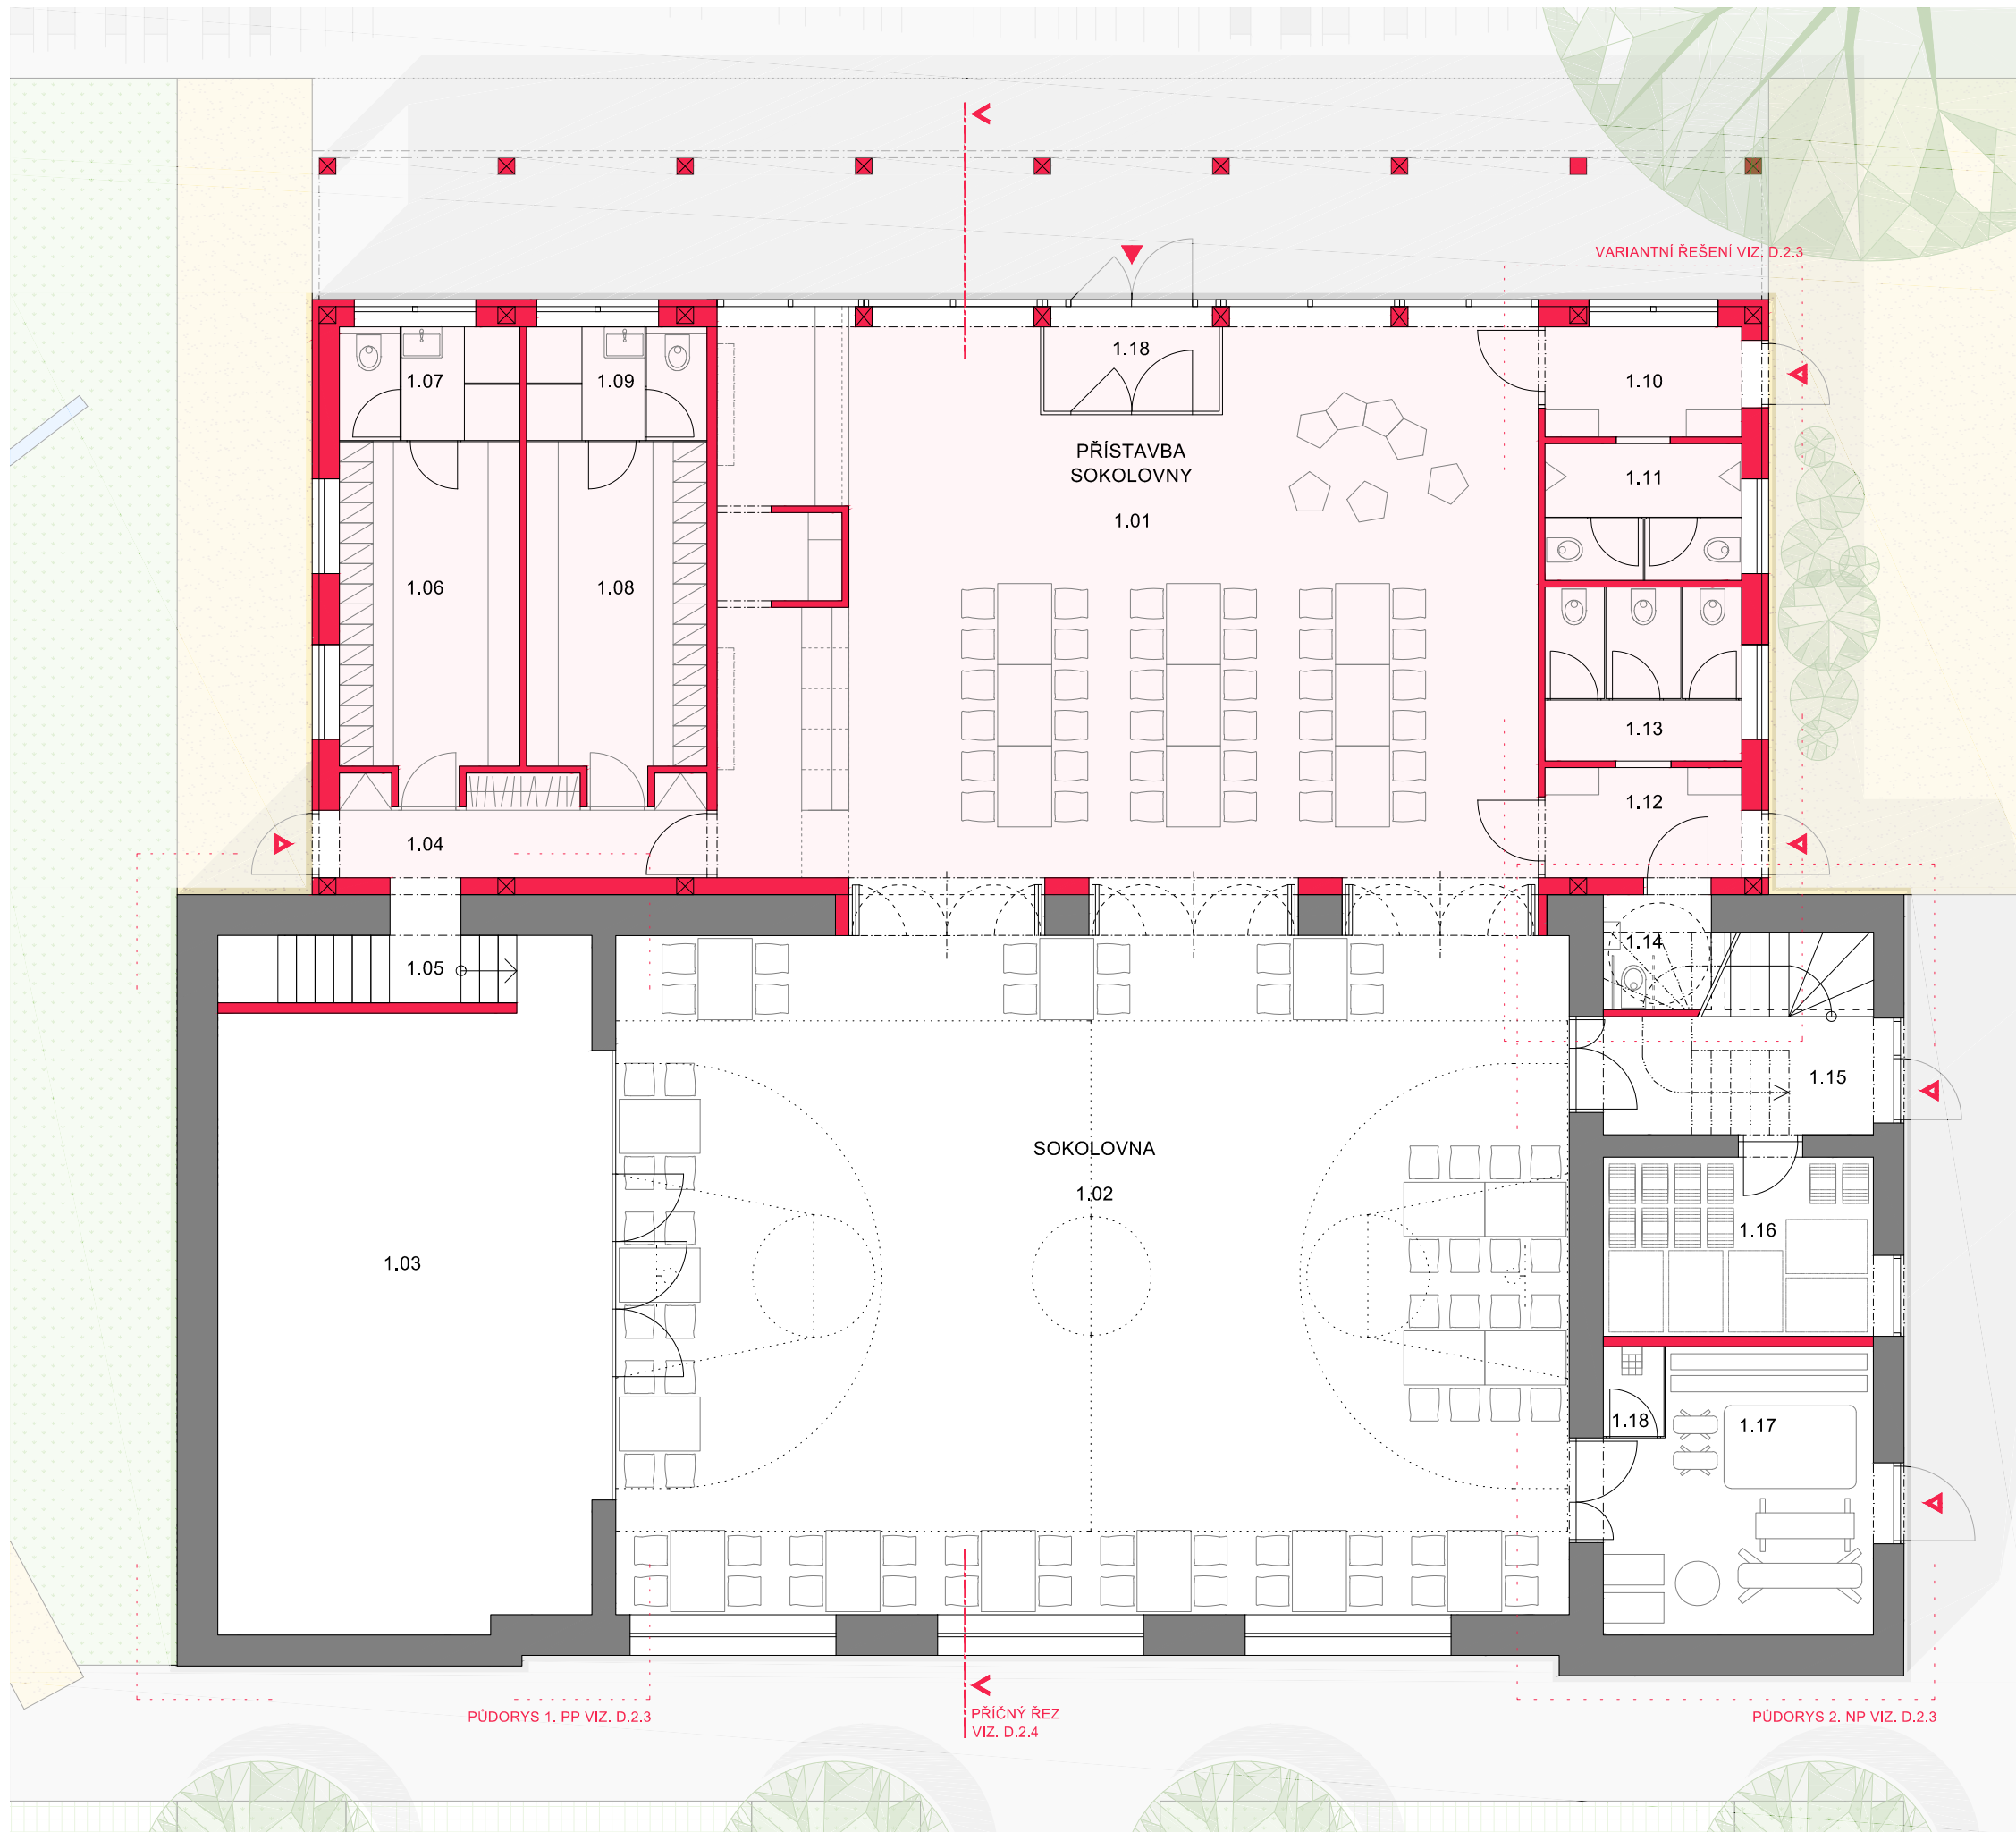 VARIANTNÍ ŘEŠENÍ VIZ. D.2.3
1.18
1.07
1.09
1.10
PŘÍSTAVBA
SOKOLOVNY
1.01
1.11
1.06
1.08
1.13
1.12
1.04
1.14
1.05
1.15
SOKOLOVNA
1.02
1.16
1.03
1.18
1.17
PŮDORYS 1. PP VIZ. D.2.3
PŘÍČNÝ ŘEZ
VIZ. D.2.4
PŮDORYS 2. NP VIZ. D.2.3